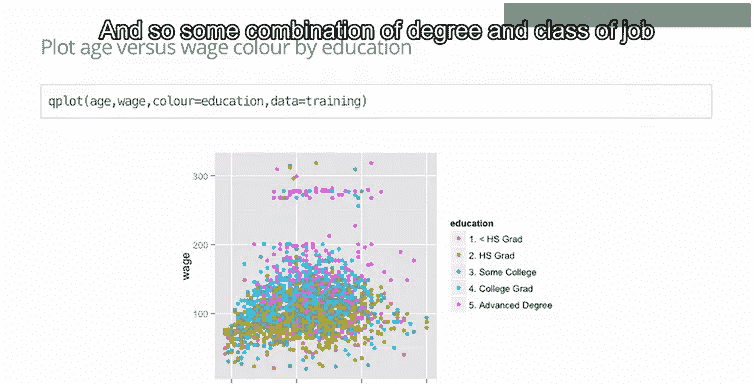 And so some combination of degree and class of job
Plot age versus wage colour by education
qplot(age,wage,colour=education,data=training)
300
200
100
wage
education
1. < HS Grad
2. HS Grad
3. Some College
4. College Grad
5. Advanced Degree